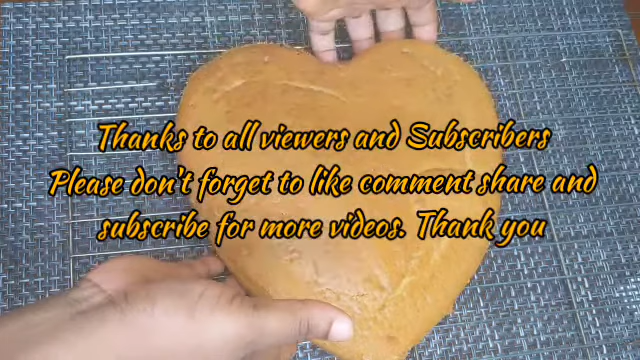 Thanks to all viewers and Subscribers
Please don't forget to like comment share and
subscribe for more videos. Thank you